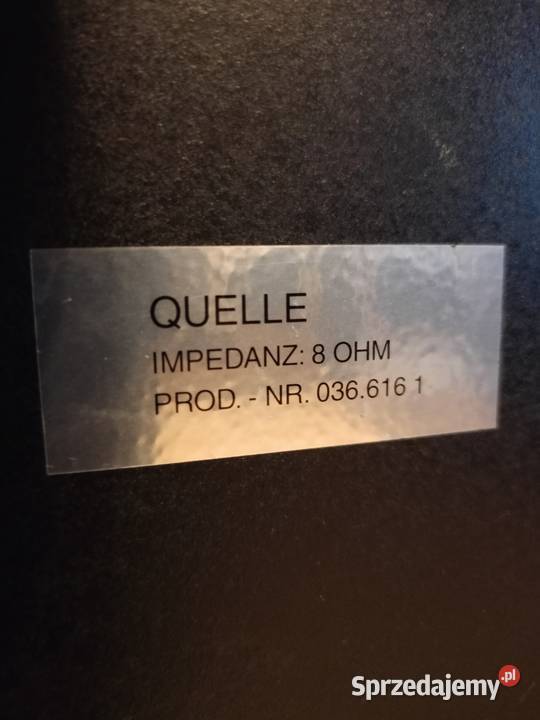 QUELLE
IMPEDANZ: 8 OHM
PROD. - NR. 036.616 1
Sprzedajemy.pl